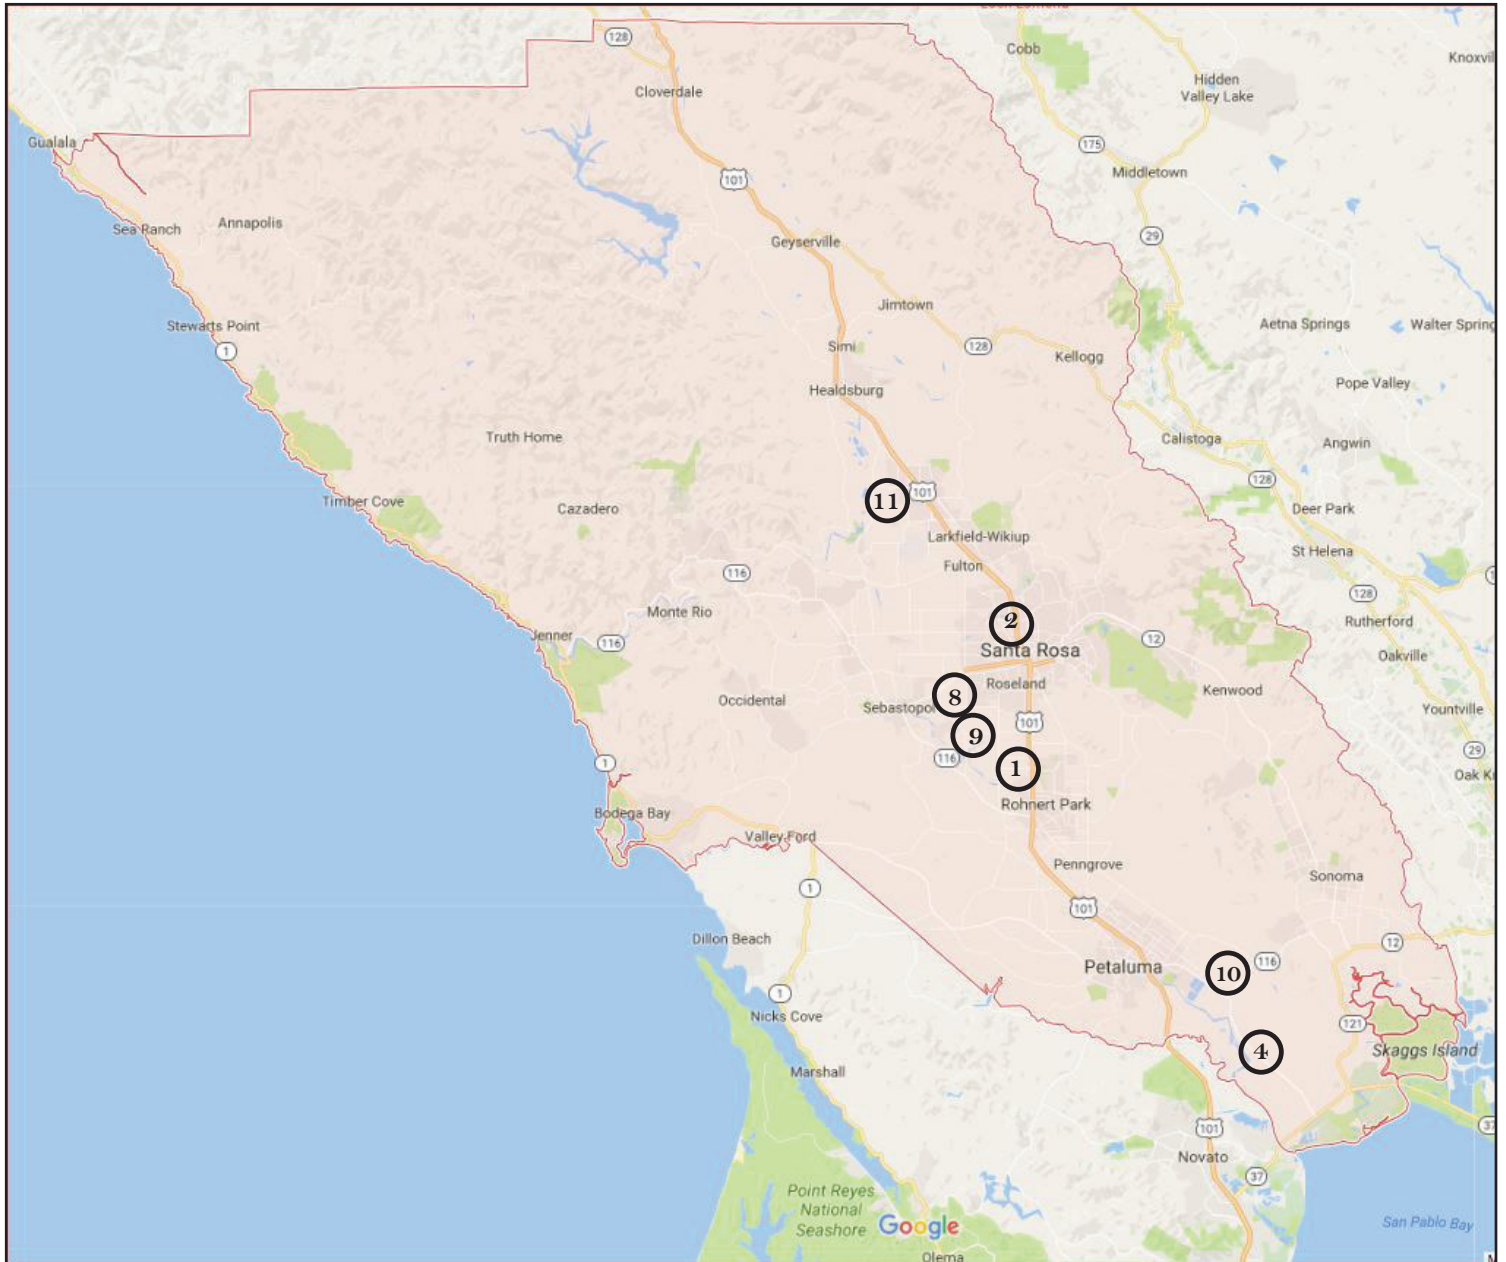 128
Cobb
Knoxvil
Hidden
Valley Lake
Cloverdale
Gualala
175
Middletown
101
Sea Ranch
Annapolis
29
Geyserville
Jimtown
Stewarts Point
1
Simi
128
Kellogg
Aetna Springs
Walter Spring
Healdsburg
Pope Valley
Truth Home
Calistoga
Angwin
128
Timber Cove
Cazadero
11
101
Deer Park
Larkfield-Wikiup
Fulton
St Helena
116
128
Monte Rio
2
Rutherford
Jenner
116
Santa Rosa
12
Oakville
Roseland
Kenwood
Occidental
Sebastopol
8
Yountville
101
9
116
29
1
1
Oak K
Rohnert Park
Bodega Bay
Valley Ford
Penngrove
Sonoma
1
101
Dillon Beach
12
Petaluma
10
116
1
Nicks Cove
121
4
Skaggs Island
Marshall
101
37
Novato
37
Point Reyes
National
Seashore
Google
San Pablo Bay
Olema